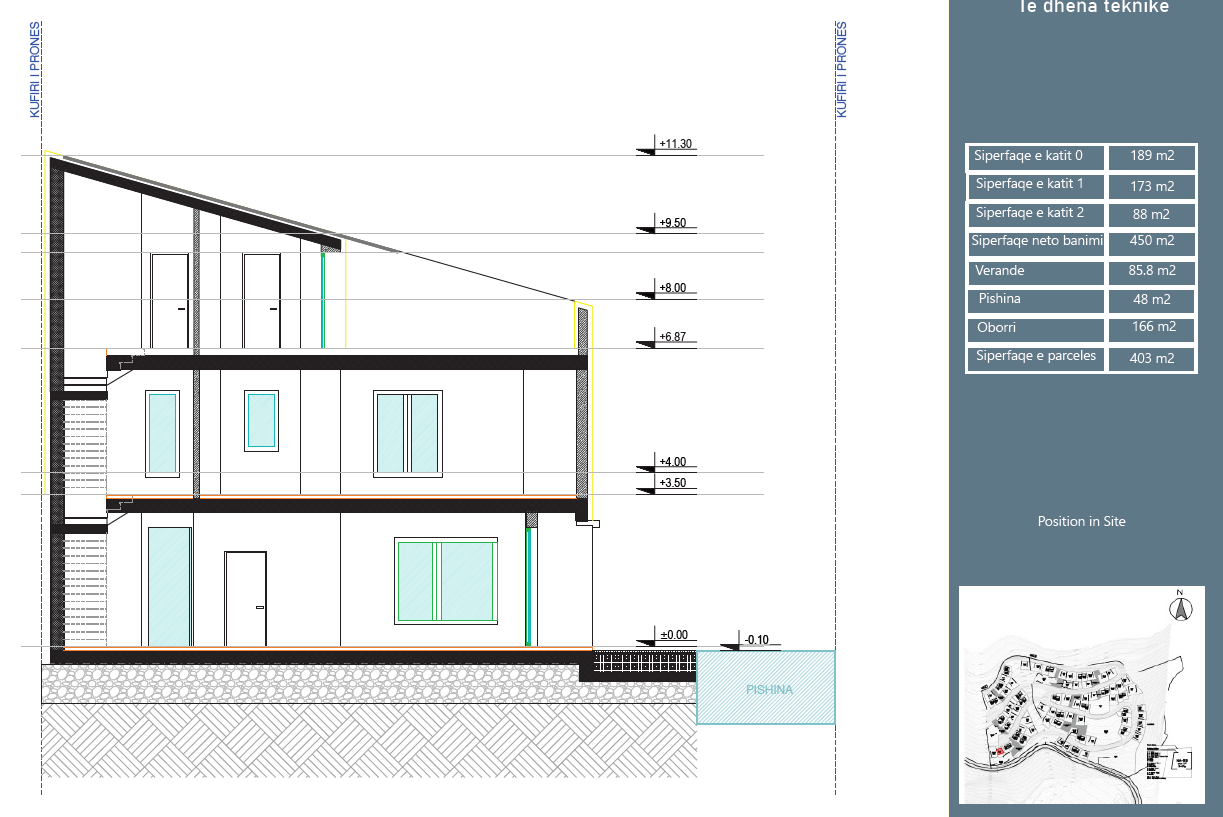 Te dhena teknike
KUFIRI I PRONES
KUFIRI I PRONES
+11.30
+9.50
+8.00
+6.87
+4.00
+3.50
±0.00
-0.10
PISHINA
Siperfaqe e katit 0 189 m2
Siperfaqe e katit 1 173 m2
Siperfaqe e katit 2 88 m2
Siperfaqe neto banimi 450 m2
Verande 85.8 m2
Pishina 48 m2
Oborri 166 m2
Siperfaqe e parceles 403 m2
Position in Site
N